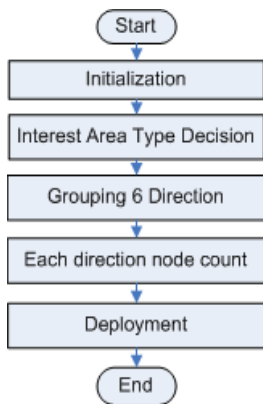 Start
Initialization
Interest Area Type Decision
Grouping 6 Direction
Each direction node count
Deployment
End